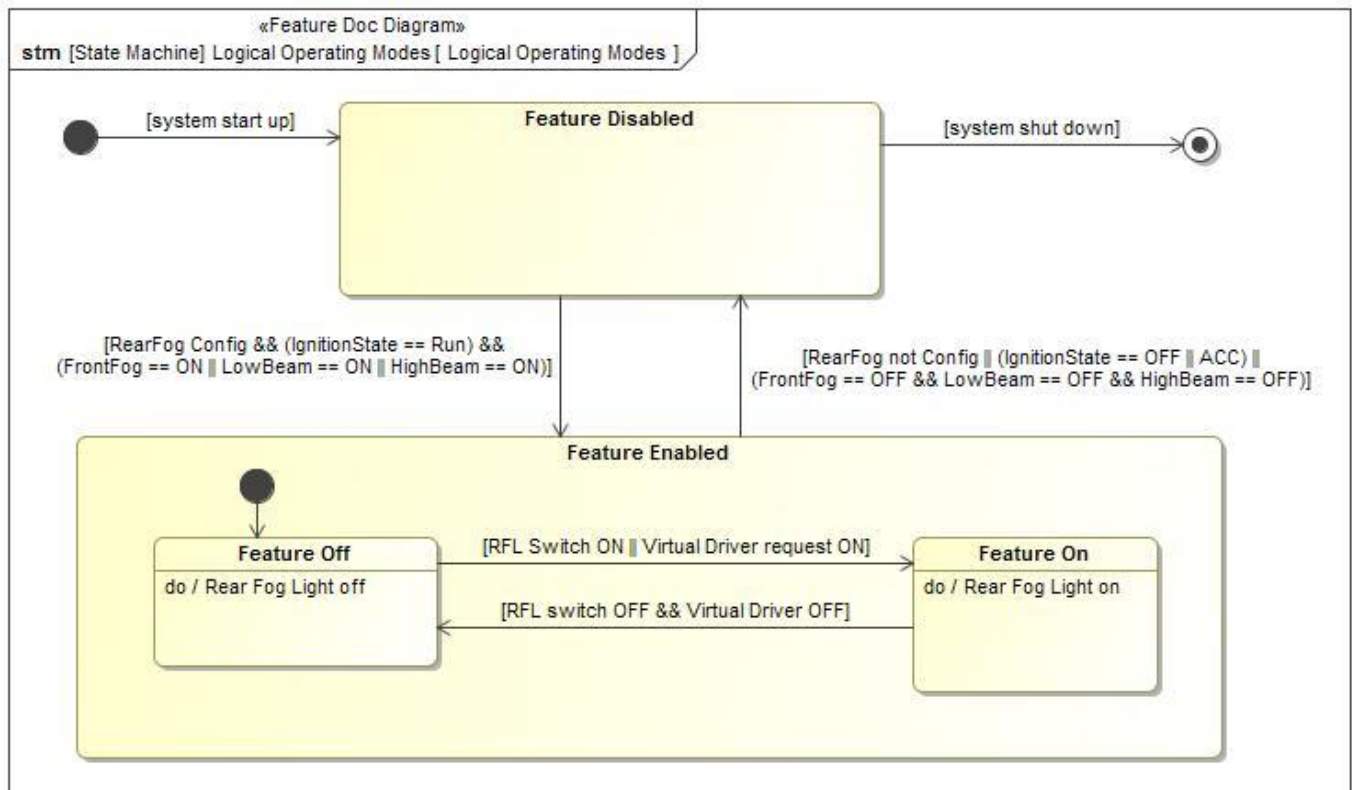 «Feature Doc Diagram»
stm [State Machine] Logical Operating Modes [ Logical Operating Modes ]
[system start up]
Feature Disabled
[system shut down]
[RearFog Config && (IgnitionState == Run) &&
(FrontFog == ON || LowBeam == ON || HighBeam == ON)]
[RearFog not Config || (IgnitionState == OFF || ACC) ||
(FrontFog == OFF && LowBeam == OFF && HighBeam == OFF)]
Feature Enabled
Feature Off
do / Rear Fog Light off
[RFL Switch ON || Virtual Driver request ON]
[RFL switch OFF && Virtual Driver OFF]
Feature On
do / Rear Fog Light on